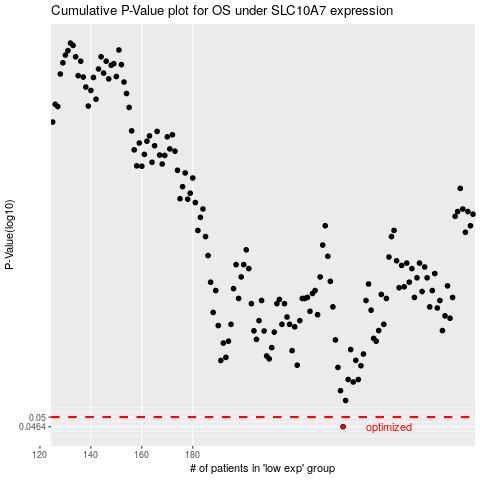 Cumulative P-Value plot for OS under SLC10A7 expression
P-Value(log10)
0.05
0.0464
optimized
120 140 160 180
# of patients in 'low exp' group